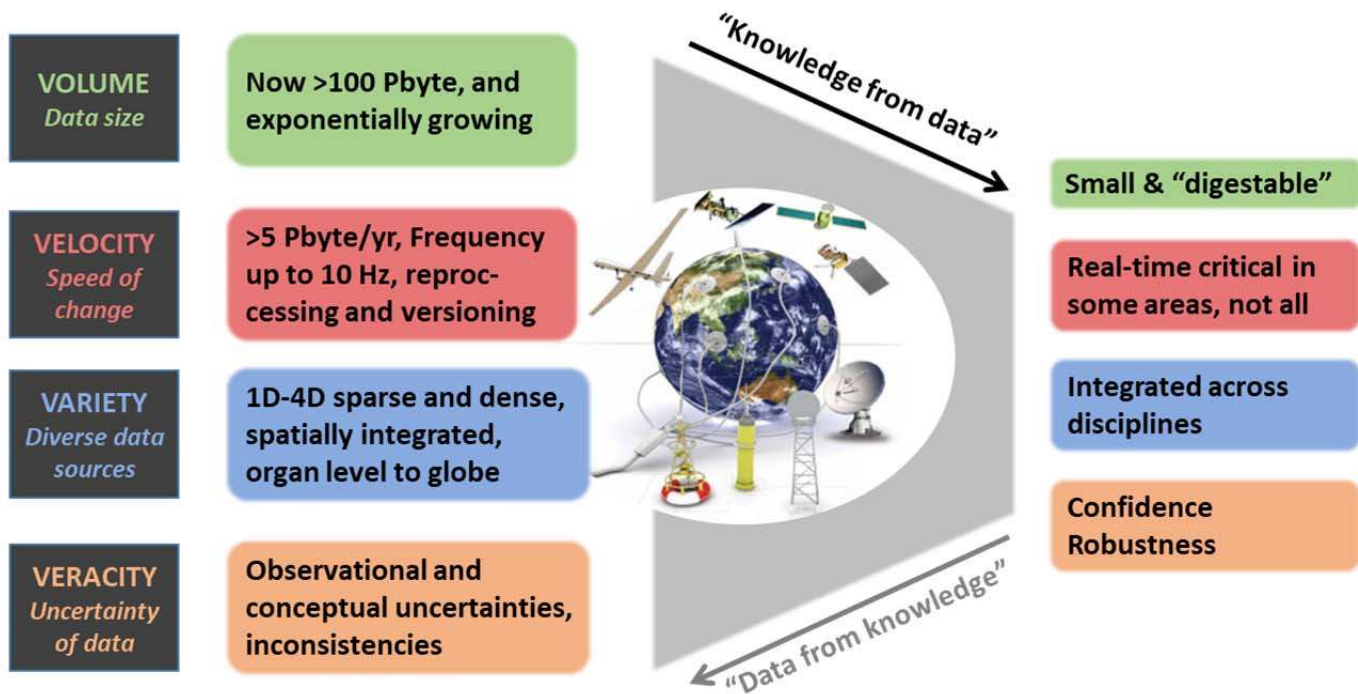 VOLUME
Data size
Now >100 Pbyte, and
exponentially growing
VELOCITY
Speed of
change
>5 Pbyte/yr, Frequency
up to 10 Hz, reproc-
cessing and versioning
VARIETY
Diverse data
sources
1D-4D sparse and dense,
spatially integrated,
organ level to globe
VERACITY
Uncertainty
of data
Observational and
conceptual uncertainties,
inconsistencies
“Knowledge from data”
“Data from knowledge”
Small & “digestable”
Real-time critical in
some areas, not all
Integrated across
disciplines
Confidence
Robustness